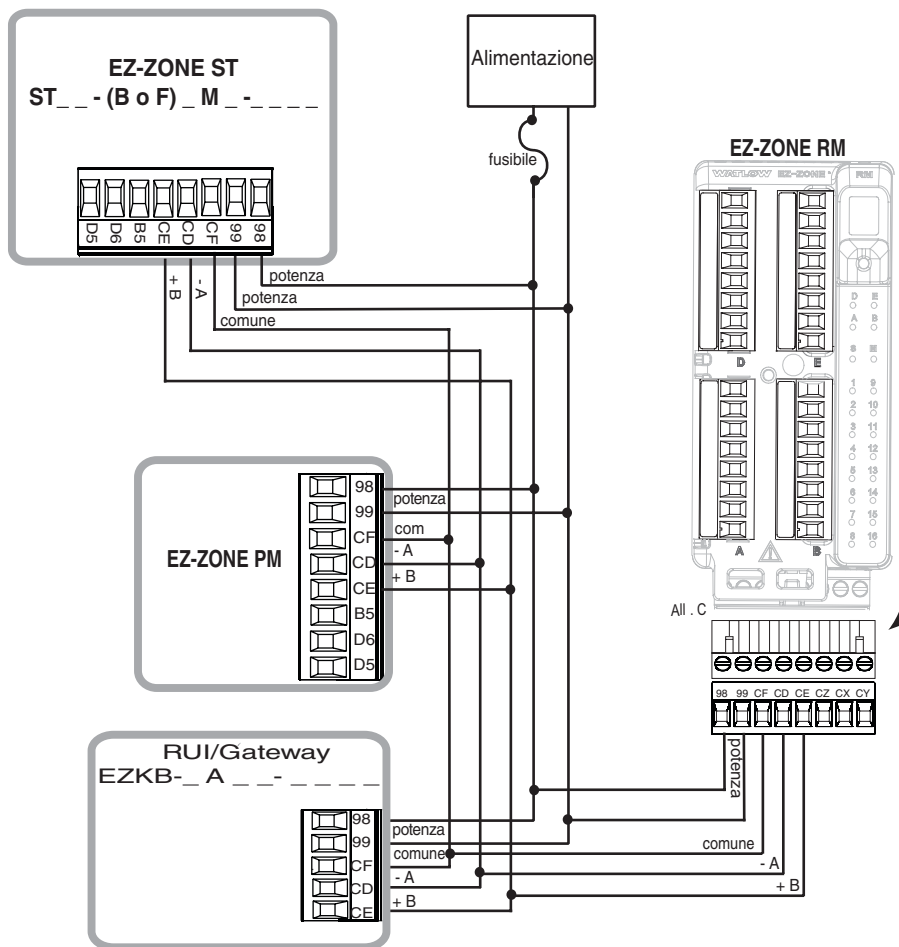 EZ-ZONE ST
ST_ _ - (B o F) _ M _ -_ _ _ _
D5 D6 B5 CE CD CF 99 98
+ B
- A
potenza
potenza
comune
Alimentazione
fusibile
EZ-ZONE PM
98
99
CF
CD
CE
B5
D6
D5
potenza
com
- A
+ B
RUI/Gateway
EZKB-_ A _ _-_ _ _ _
98
99
CF
CD
CE
potenza
comune
- A
+ B
EZ-ZONE RM
WATLOW EZ-ZONE RM
D E
A B
S
D E
1 9
2 10
3 11
4 12
5 13
6 14
7 15
8 16
A B
All . C
98 99 CF CD CE CZ CX CY
potenza
comune
- A
+ B